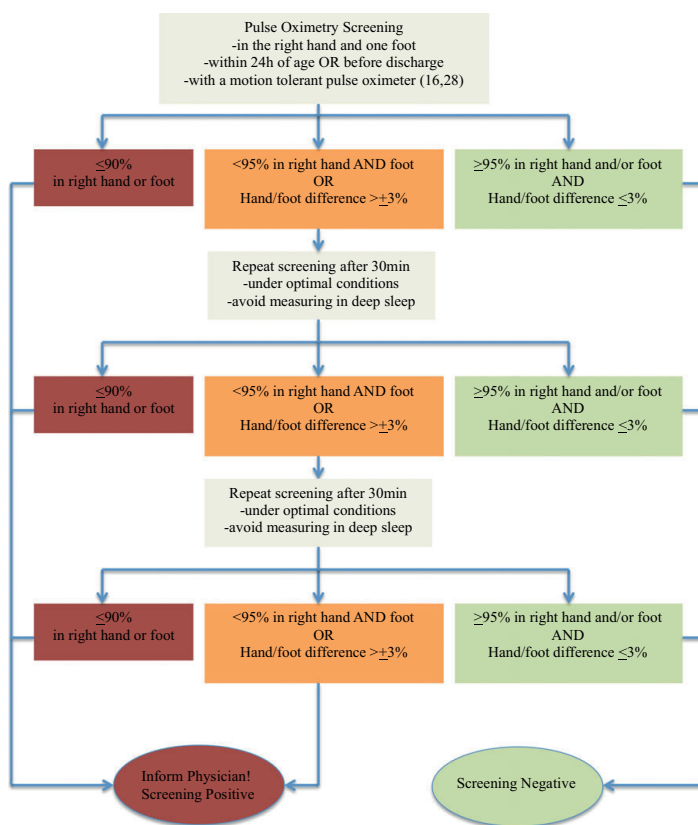 Pulse Oximetry Screening
-in the right hand and one foot
-within 24h of age OR before discharge
-with a motion tolerant pulse oximeter (16,28)
≤90%
in right hand or foot
<95% in right hand AND foot
OR
Hand/foot difference >±3%
≥95% in right hand and/or foot
AND
Hand/foot difference ≤3%
Repeat screening after 30min
-under optimal conditions
-avoid measuring in deep sleep
≤90%
in right hand or foot
<95% in right hand AND foot
OR
Hand/foot difference >±3%
≥95% in right hand and/or foot
AND
Hand/foot difference ≤3%
Repeat screening after 30min
-under optimal conditions
-avoid measuring in deep sleep
≤90%
in right hand or foot
<95% in right hand AND foot
OR
Hand/foot difference >±3%
≥95% in right hand and/or foot
AND
Hand/foot difference ≤3%
Inform Physician!
Screening Positive
Screening Negative